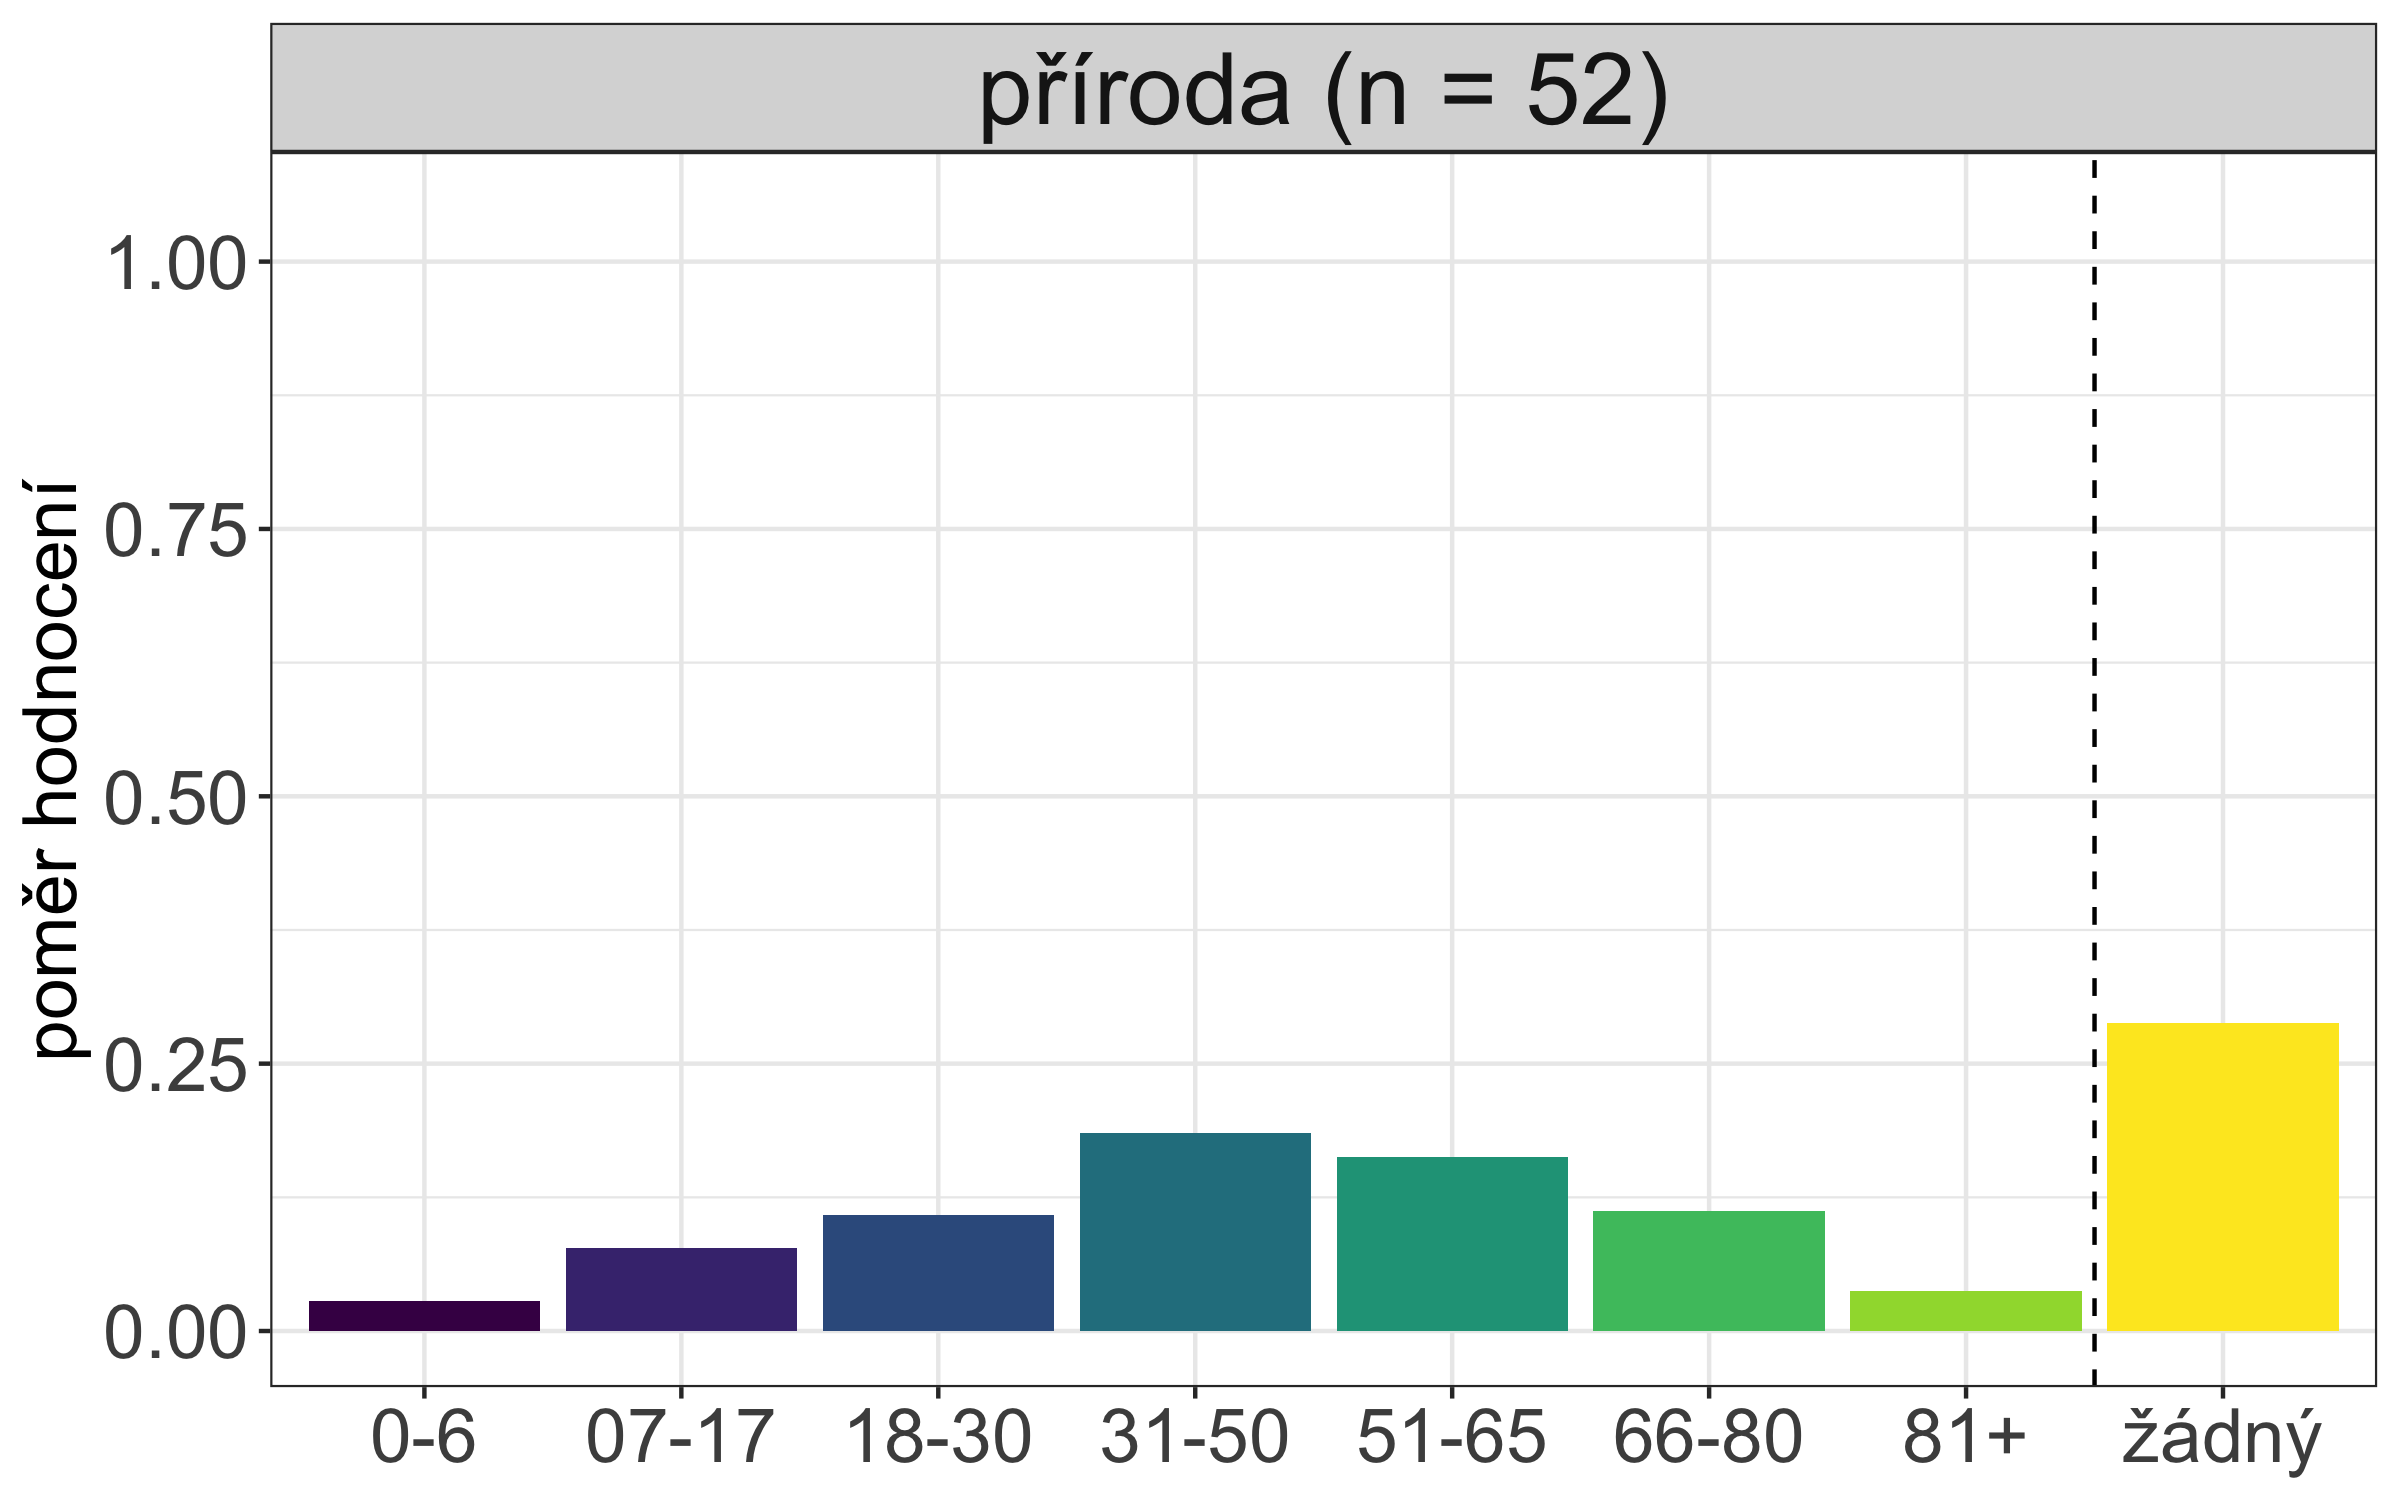 příroda (n = 52)
poměr hodnocení
1.00
0.75
0.50
0.25
0.00
0-6 07-17 18-30 31-50 51-65 66-80 81+ žádný